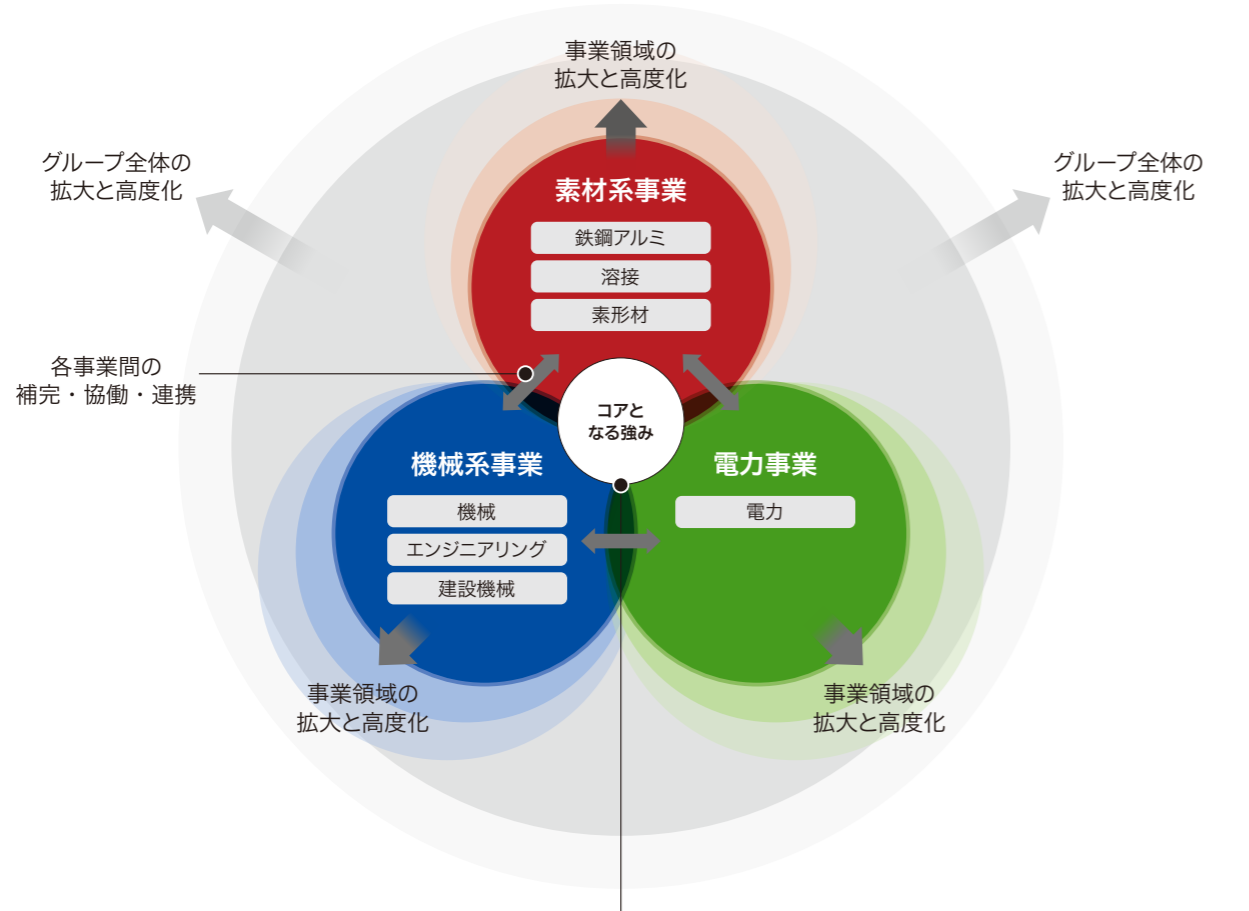 事業領域の
拡大と高度化
グループ全体の
拡大と高度化
グループ全体の
拡大と高度化
素材系事業
鉄鋼アルミ
溶接
素形材
各事業間の
補完・協働・連携
コアと
なる強み
機械系事業
機械
エンジニアリング
建設機械
電力事業
電力
事業領域の
拡大と高度化
事業領域の
拡大と高度化